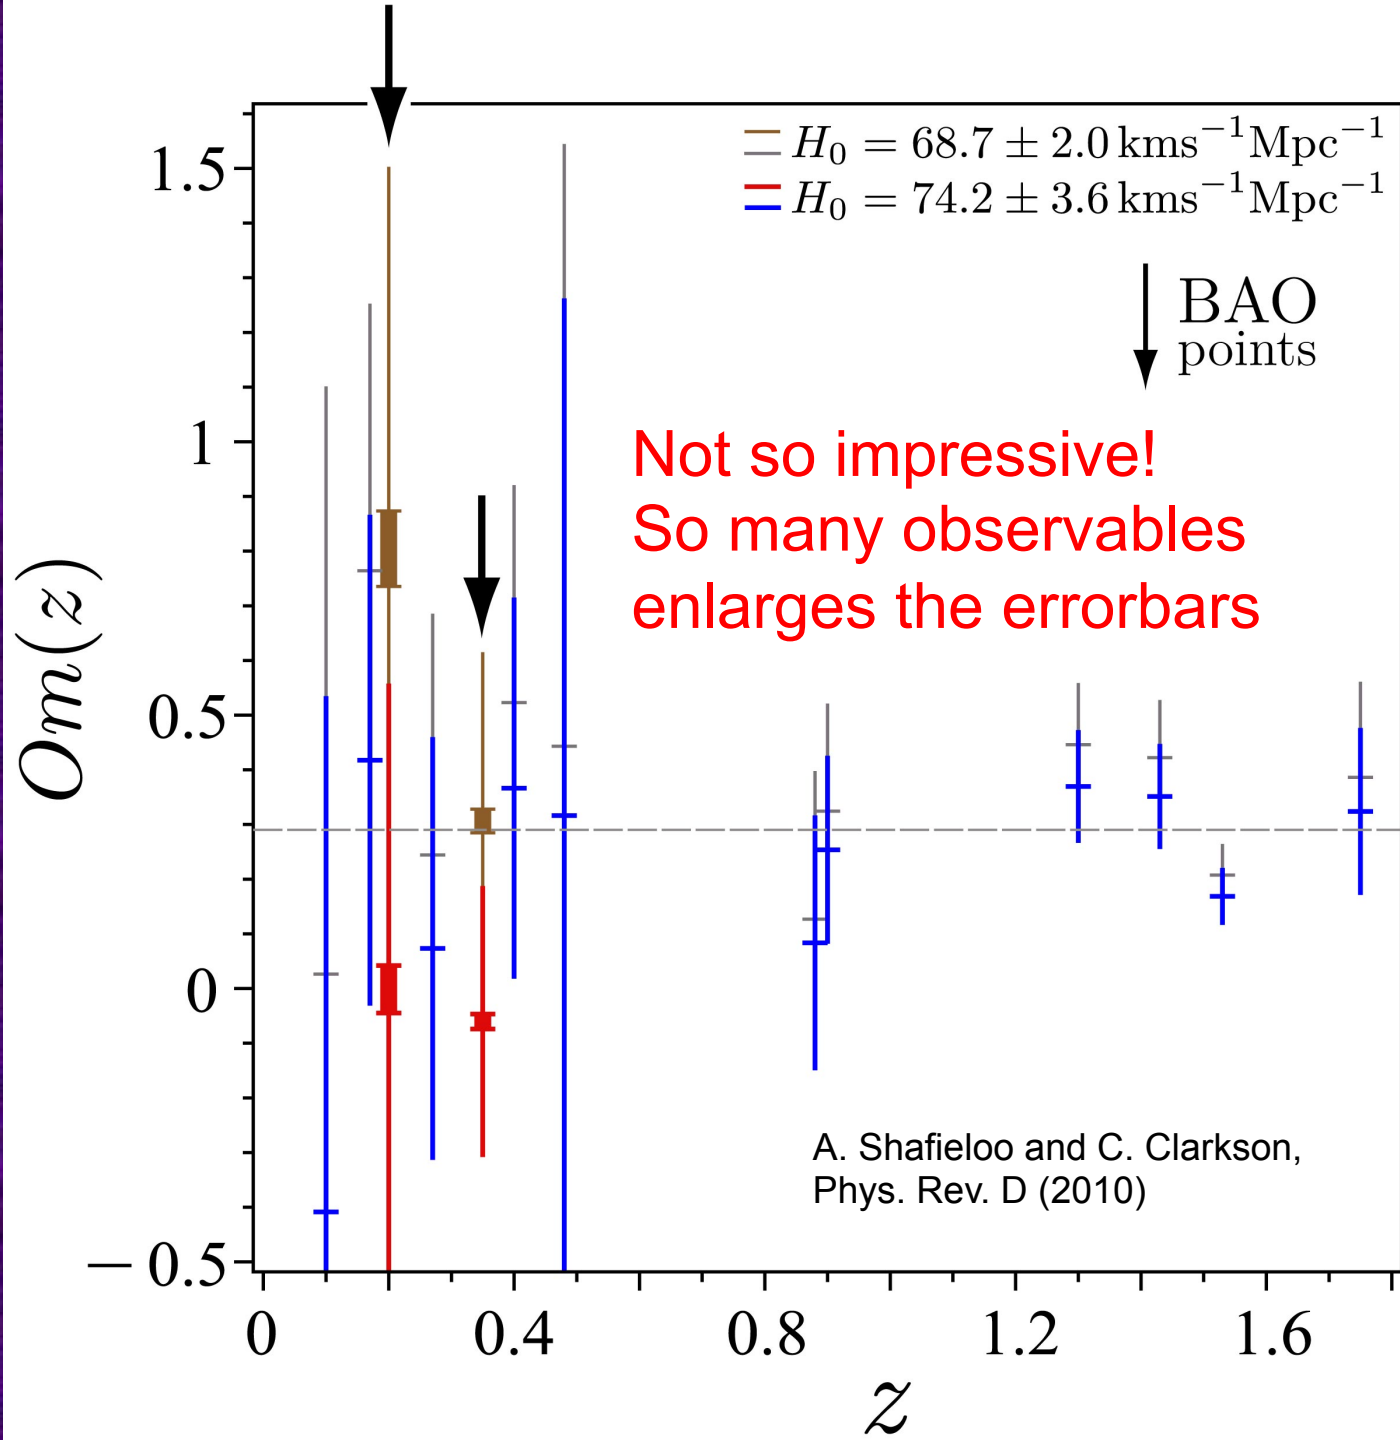 H₀ = 68.7 ± 2.0 kms⁻¹Mpc⁻¹
H₀ = 74.2 ± 3.6 kms⁻¹Mpc⁻¹
BAO
points
Not so impressive!
So many observables
enlarges the errorbars
A. Shafieloo and C. Clarkson,
Phys. Rev. D (2010)
Om(z)
1.5
1
0.5
0
−0.5
0 0.4 0.8 1.2 1.6
z